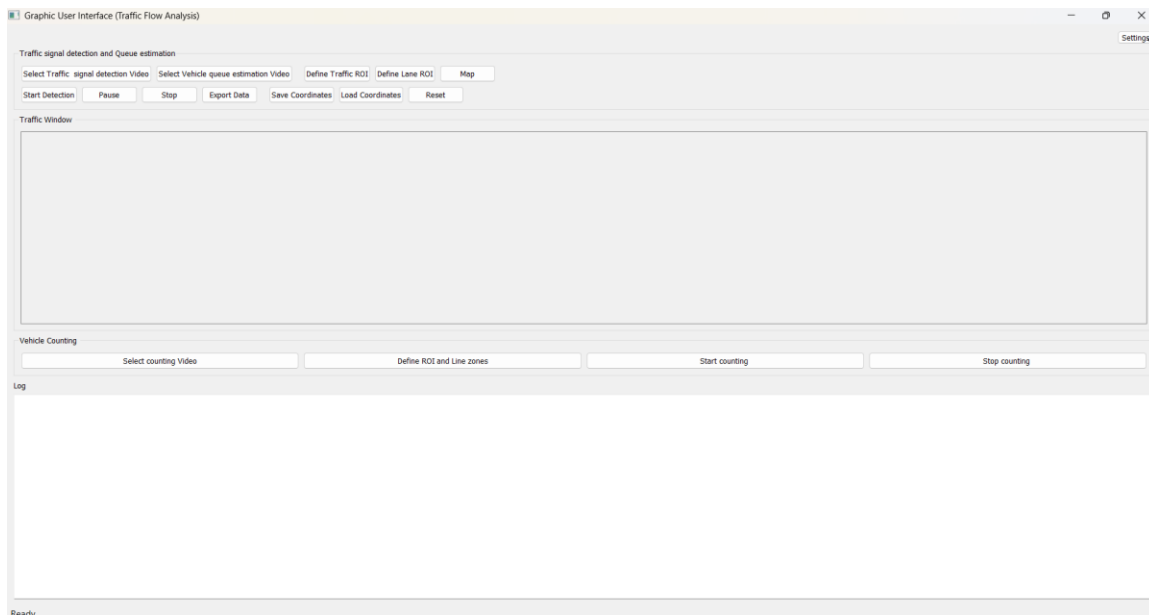 Graphic User Interface (Traffic Flow Analysis)
Settings
Traffic signal detection and Queue estimation
Select Traffic signal detection Video Select Vehicle queue estimation Video Define Traffic ROI Define Lane ROI Map
Start Detection Pause Stop Export Data Save Coordinates Load Coordinates Reset
Traffic Window
Vehicle Counting
Select counting Video Define ROI and Line zones Start counting Stop counting
Log
Ready